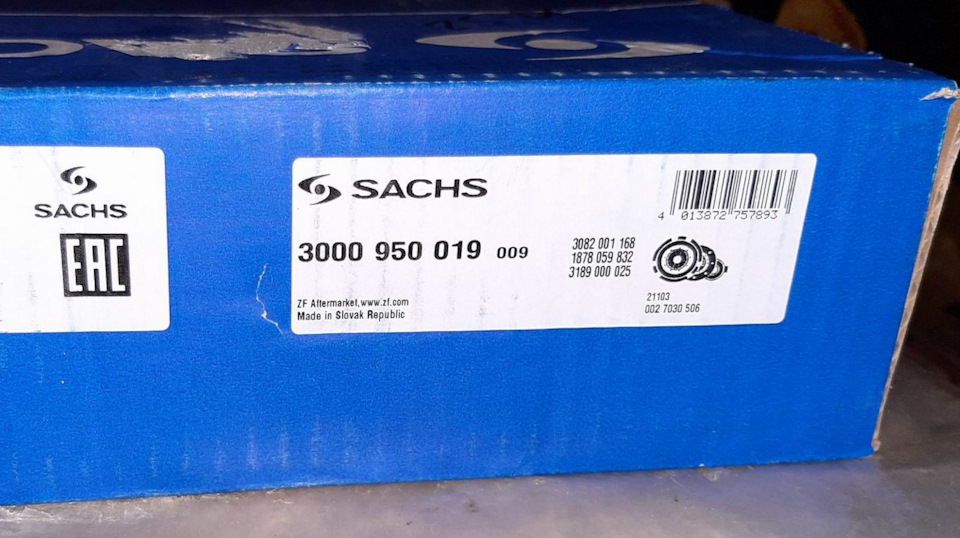 SACHS
EAC
SACHS
4 013872 757893
3000 950 019 009
3082 001 168
1878 059 832
3189 000 025
ZF Aftermarket, www.zf.com
Made in Slovak Republic
21103
002 7030 506